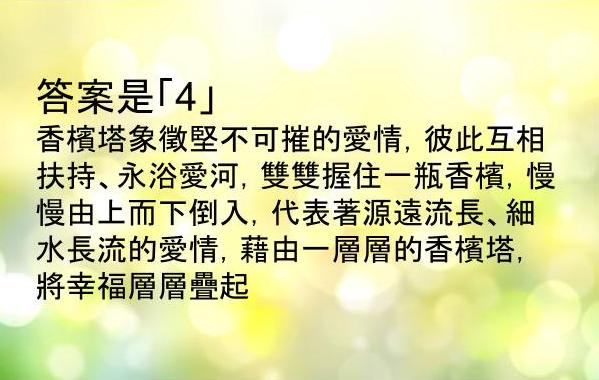 答案是「4」
香檳塔象徵堅不可摧的愛情，彼此互相
扶持、永浴愛河，雙雙握住一瓶香檳，慢
慢由上而下倒入，代表著源遠流長、細
水長流的愛情，藉由一層層的香檳塔，
將幸福層層疊起